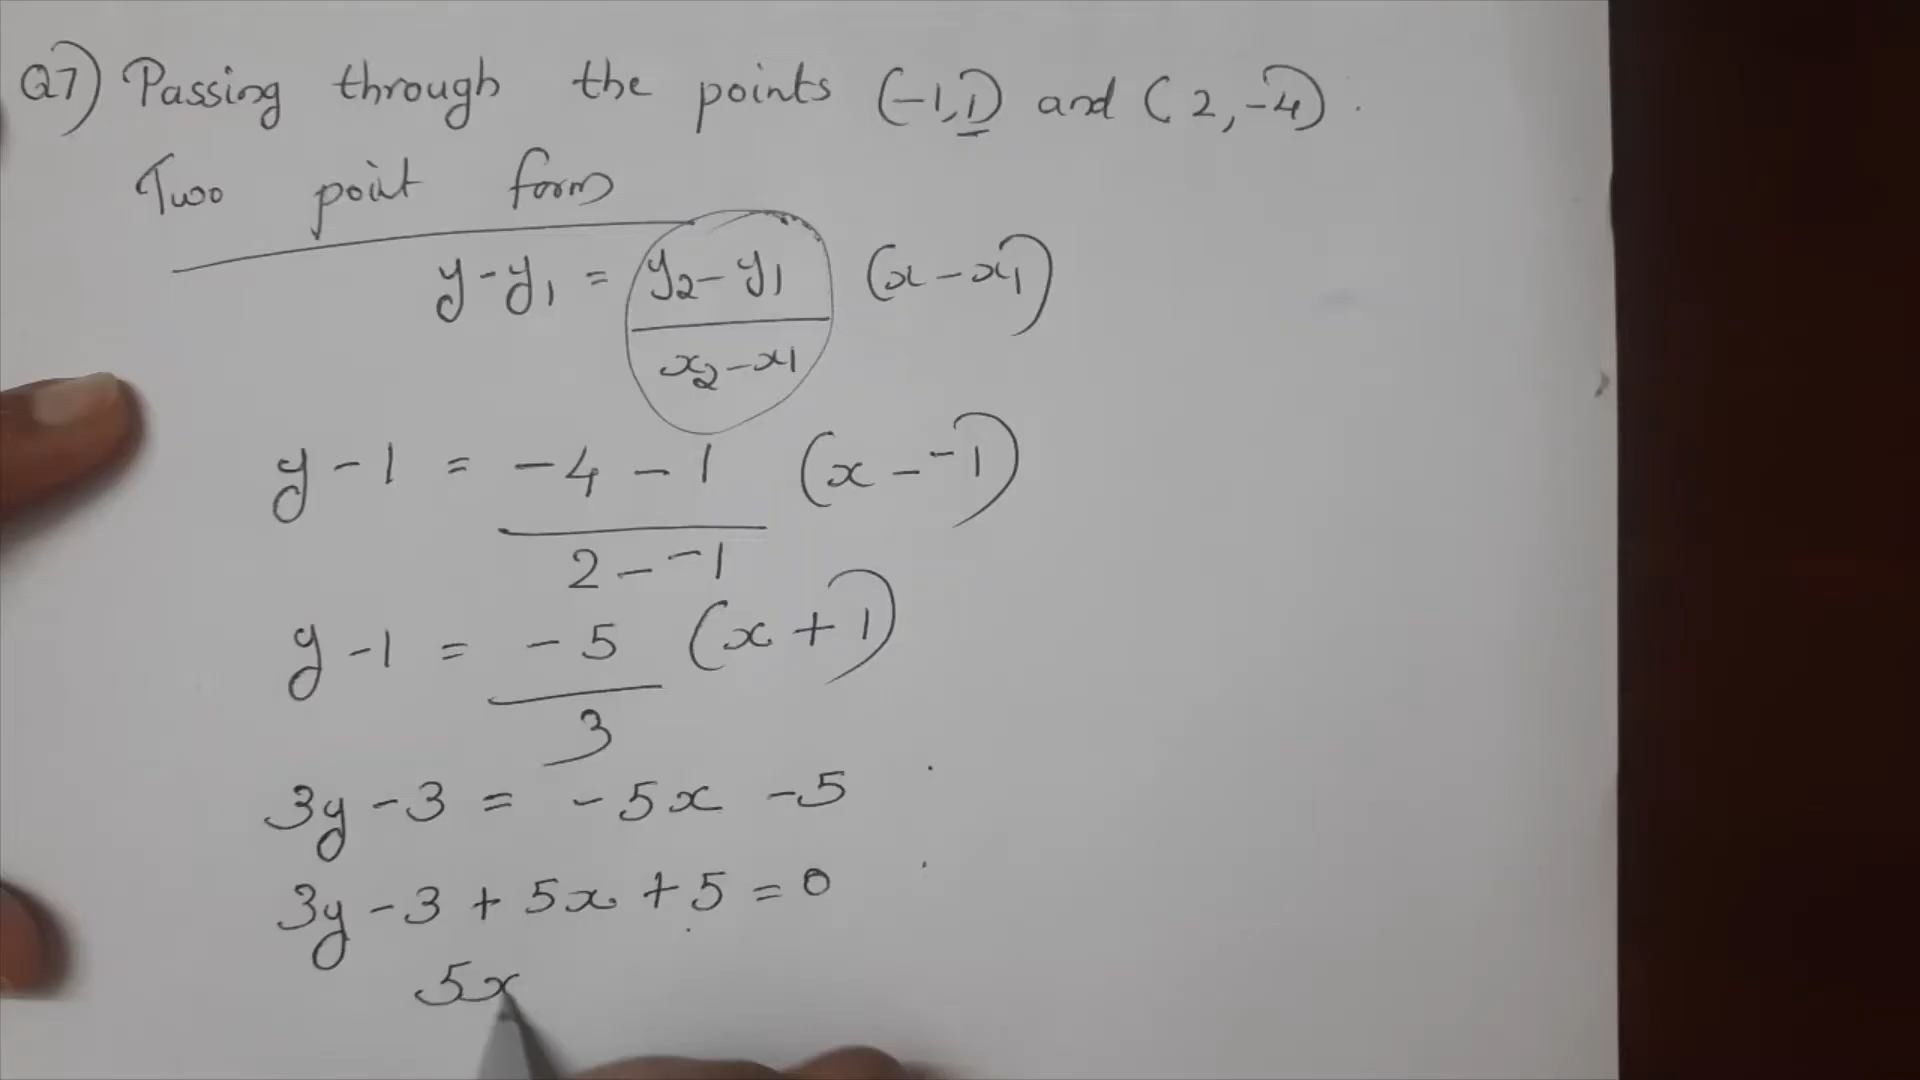 Q7) Passing through the points (-1,1) and (2,-4).
Two point form
y-y₁ = y₂-y₁ (x-x₁)
x₂-x₁
y-1 = -4-1 (x--1)
2--1
y-1 = -5 (x+1)
3
3y-3 = -5x -5
3y-3+5x+5=0
5x